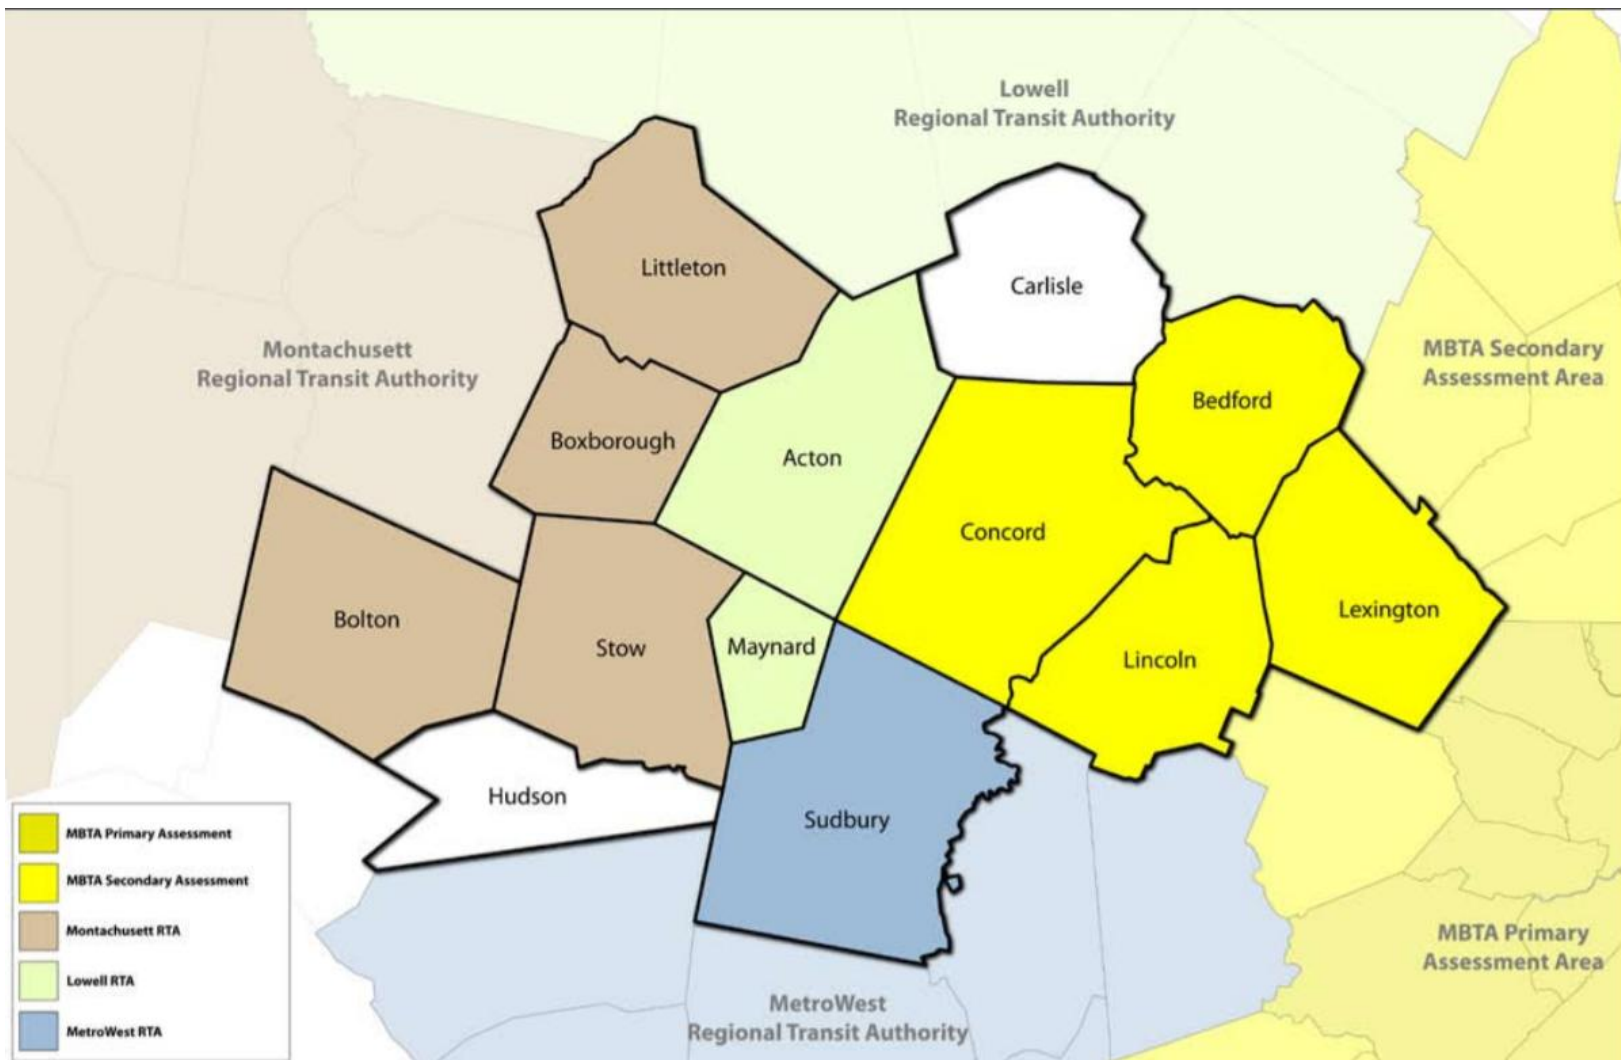 Lowell
Regional Transit Authority
Littleton
Carlisle
Montachusett
Regional Transit Authority
MBTA Secondary
Assessment Area
Bedford
Boxborough
Acton
Concord
Lexington
Bolton
Stow
Maynard
Lincoln
Hudson
Sudbury
MBTA Primary Assessment
MBTA Secondary Assessment
Montachusett RTA
Lowell RTA
MetroWest RTA
MBTA Primary
Assessment Area
MetroWest
Regional Transit Authority